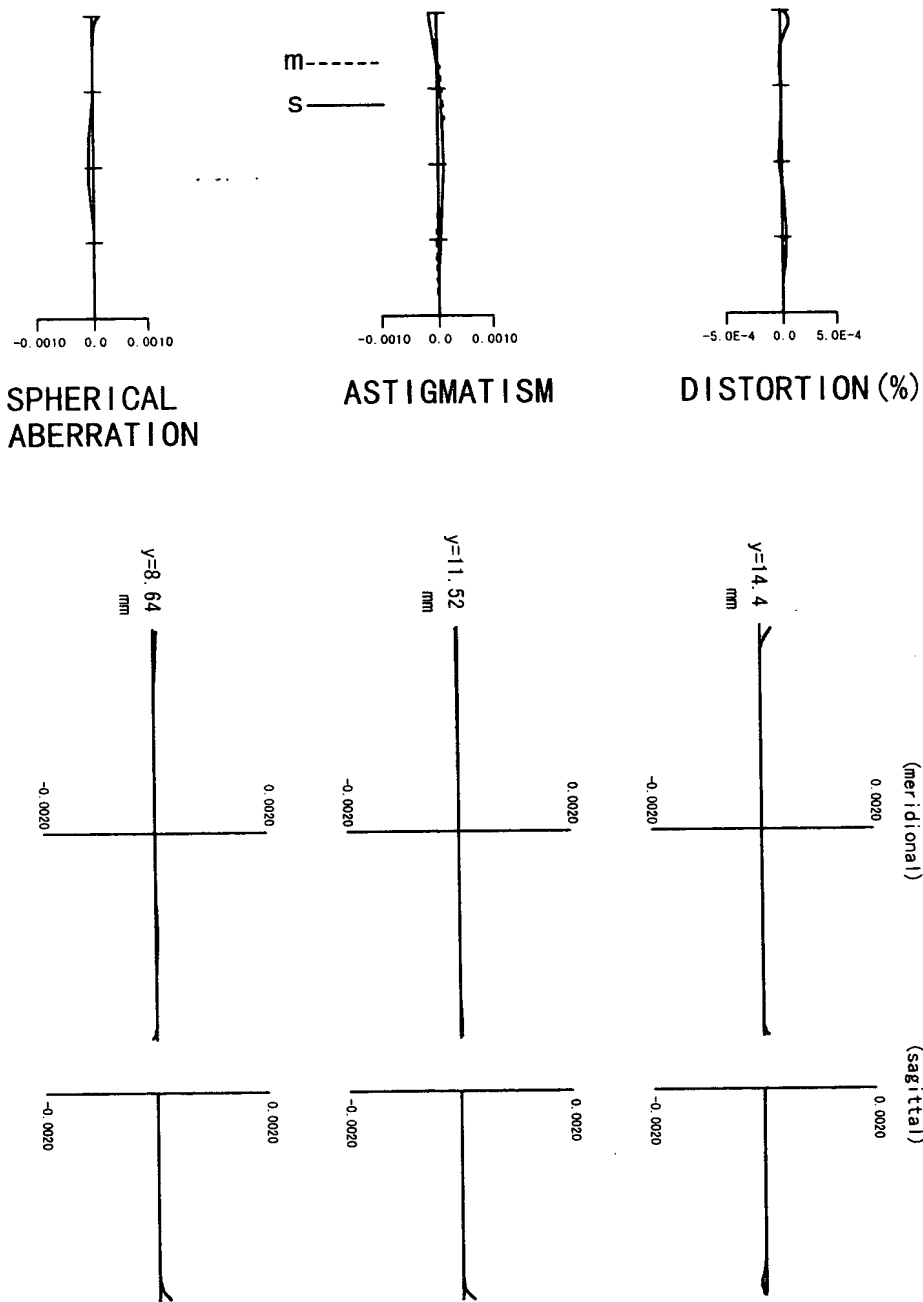 m
s
-0.0010 0.0 0.0010
-0.0010 0.0 0.0010
-5.0E-4 0.0 5.0E-4
SPHERICAL
ABERRATION
ASTIGMATISM
DISTORTION(%)
y=8.64
mm
y=11.52
mm
y=14.4
mm
-0.0020
0.0020
-0.0020
0.0020
-0.0020
0.0020
(meridional)
-0.0020
0.0020
-0.0020
0.0020
-0.0020
0.0020
(sagittal)